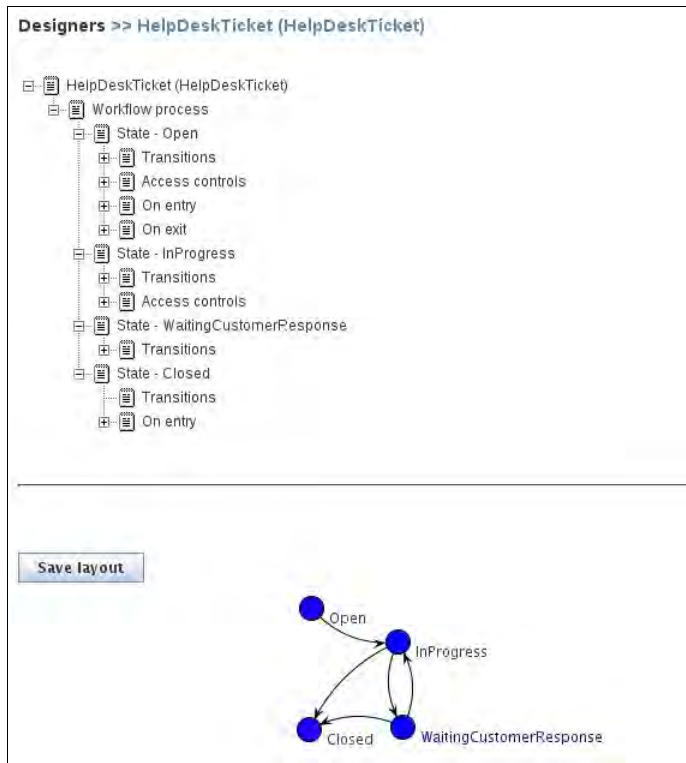 Designers >> HelpDeskTicket (HelpDeskTicket)
HelpDeskTicket (HelpDeskTicket)
Workflow process
State - Open
Transitions
Access controls
On entry
On exit
State - InProgress
Transitions
Access controls
State - WaitingCustomerResponse
Transitions
State - Closed
Transitions
On entry
Save layout
Open
InProgress
Closed
WaitingCustomerResponse